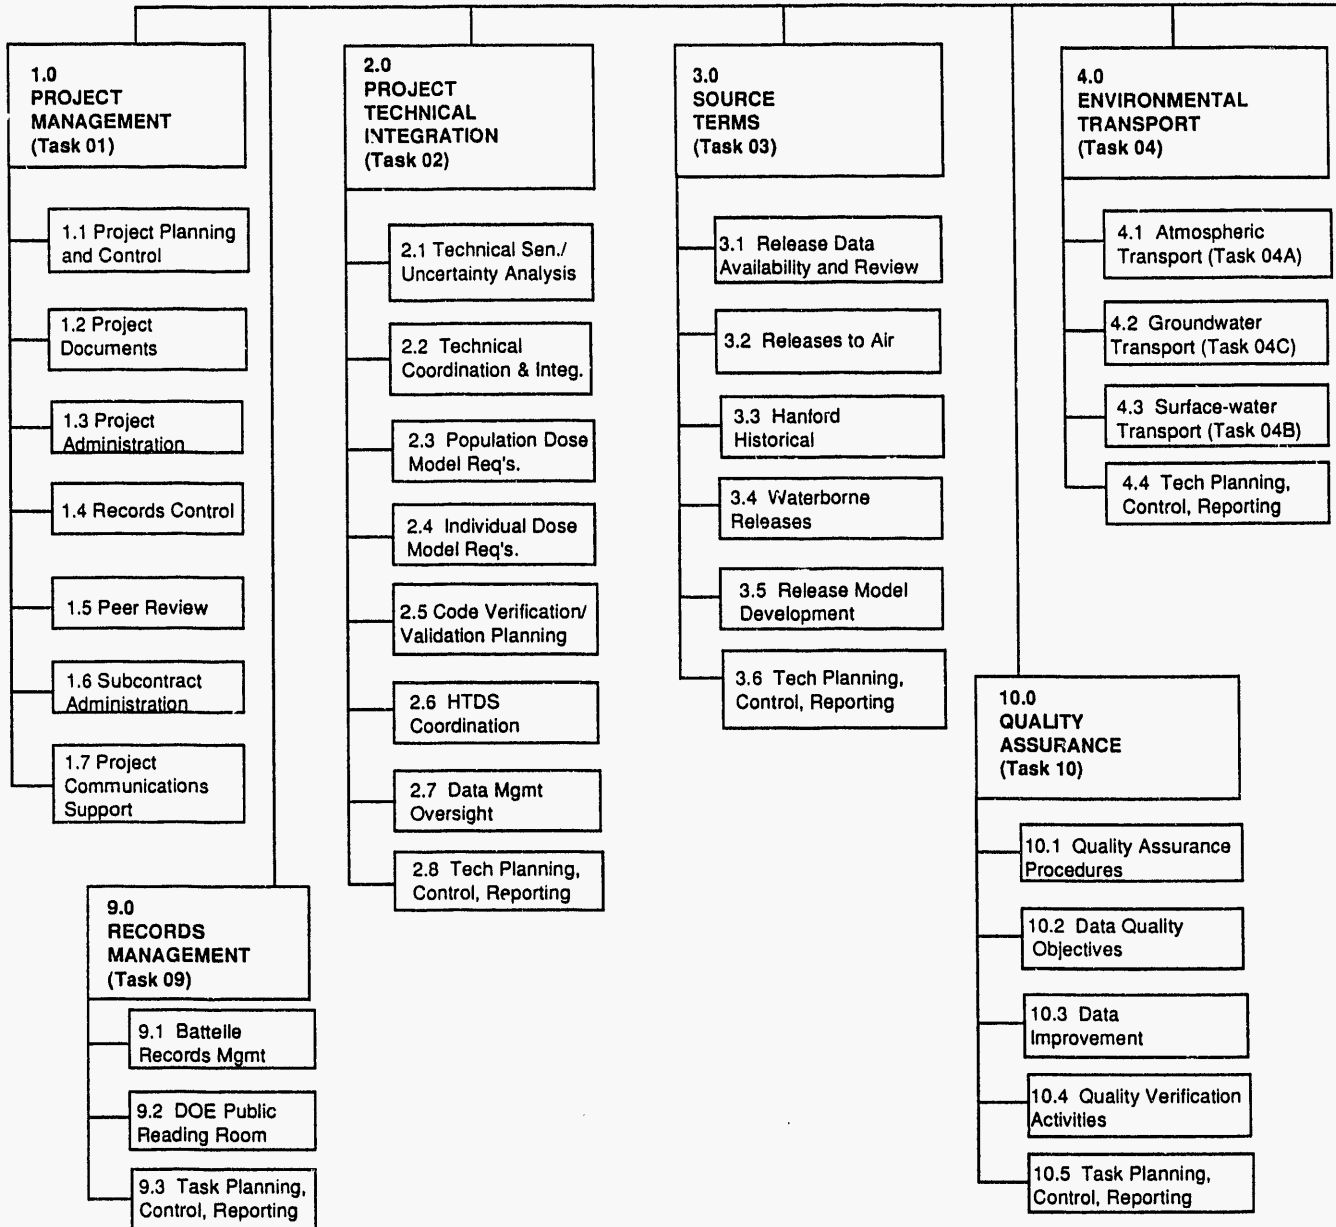 1.0
PROJECT
MANAGEMENT
(Task 01)
1.1 Project Planning
and Control
1.2 Project
Documents
1.3 Project
Administration
1.4 Records Control
1.5 Peer Review
1.6 Subcontract
Administration
1.7 Project
Communications
Support
9.0
RECORDS
MANAGEMENT
(Task 09)
9.1 Battelle
Records Mgmt
9.2 DOE Public
Reading Room
9.3 Task Planning,
Control, Reporting
2.0
PROJECT
TECHNICAL
INTEGRATION
(Task 02)
2.1 Technical Sen./
Uncertainty Analysis
2.2 Technical
Coordination & Integ.
2.3 Population Dose
Model Req's.
2.4 Individual Dose
Model Req's.
2.5 Code Verification/
Validation Planning
2.6 HTDS
Coordination
2.7 Data Mgmt
Oversight
2.8 Tech Planning,
Control, Reporting
3.0
SOURCE
TERMS
(Task 03)
3.1 Release Data
Availability and Review
3.2 Releases to Air
3.3 Hanford
Historical
3.4 Waterborne
Releases
3.5 Release Model
Development
3.6 Tech Planning,
Control, Reporting
4.0
ENVIRONMENTAL
TRANSPORT
(Task 04)
4.1 Atmospheric
Transport (Task 04A)
4.2 Groundwater
Transport (Task 04C)
4.3 Surface-water
Transport (Task 04B)
4.4 Tech Planning,
Control, Reporting
10.0
QUALITY
ASSURANCE
(Task 10)
10.1 Quality Assurance
Procedures
10.2 Data Quality
Objectives
10.3 Data
Improvement
10.4 Quality Verification
Activities
10.5 Task Planning,
Control, Reporting